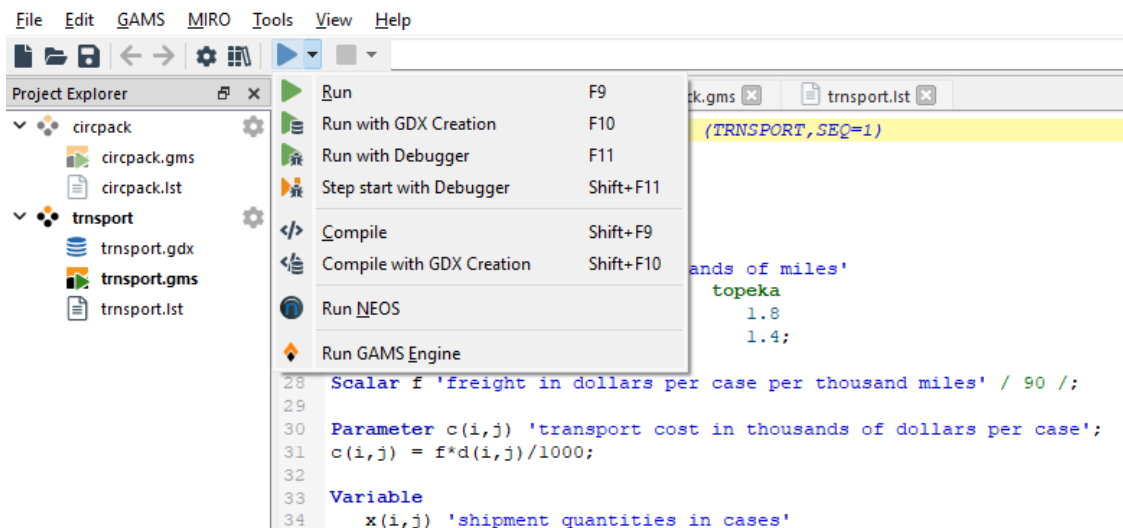 File Edit GAMS MIRO Tools View Help
Project Explorer
circpack
circpack.gms
circpack.lst
trnsport
trnsport.gdx
trnsport.gms
trnsport.lst
Run F9
Run with GDX Creation F10
Run with Debugger F11
Step start with Debugger Shift+F11
Compile Shift+F9
Compile with GDX Creation Shift+F10
Run NEOS
Run GAMS Engine
ck.gms trnsport.lst
(TRNSPORT,SEQ=1)
ands of miles'
topeka
1.8
1.4;
28 Scalar f 'freight in dollars per case per thousand miles' / 90 /;
29
30 Parameter c(i,j) 'transport cost in thousands of dollars per case';
31 c(i,j) = f*d(i,j)/1000;
32
33 Variable
34 x(i,j) 'shipment quantities in cases'